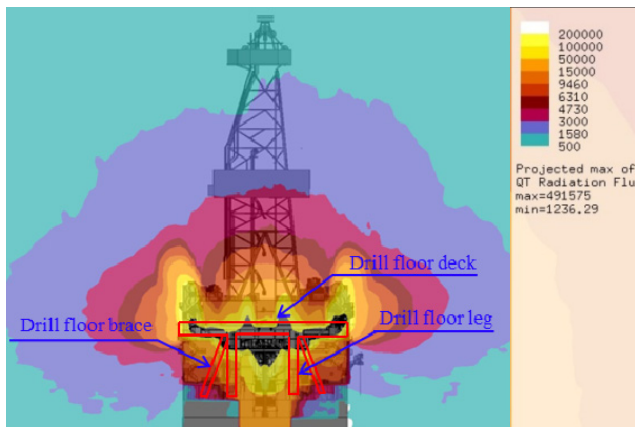 200000
100000
50000
15000
9460
6310
4730
3000
1580
500
Projected max of
QT Radiation Flu
max=491575
min=1236.29
Drill floor deck
Drill floor brace
Drill floor leg